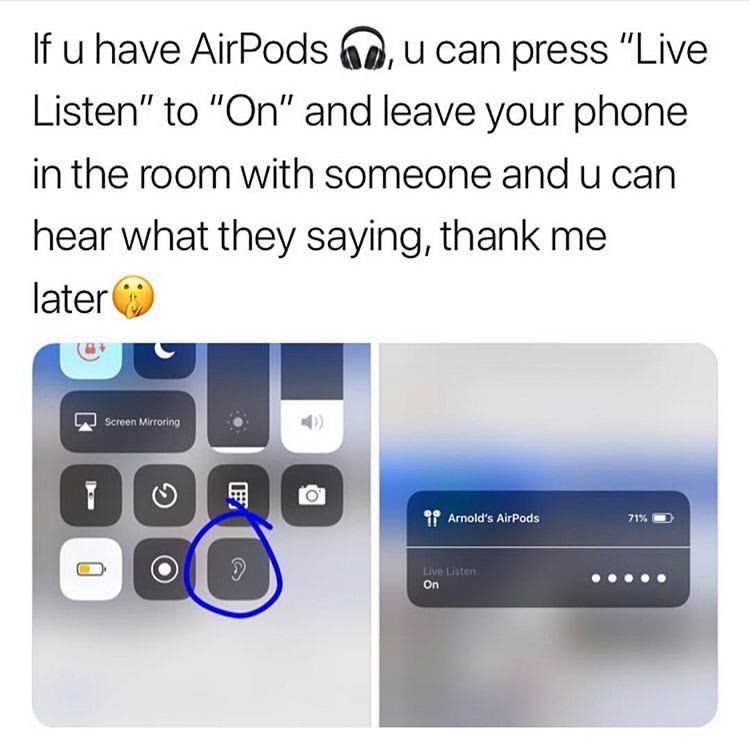 If u have AirPods 🎧, u can press “Live
Listen” to “On” and leave your phone
in the room with someone and u can
hear what they saying, thank me
later🤫
Screen Mirroring
Arnold's AirPods 71%
Live Listen
On